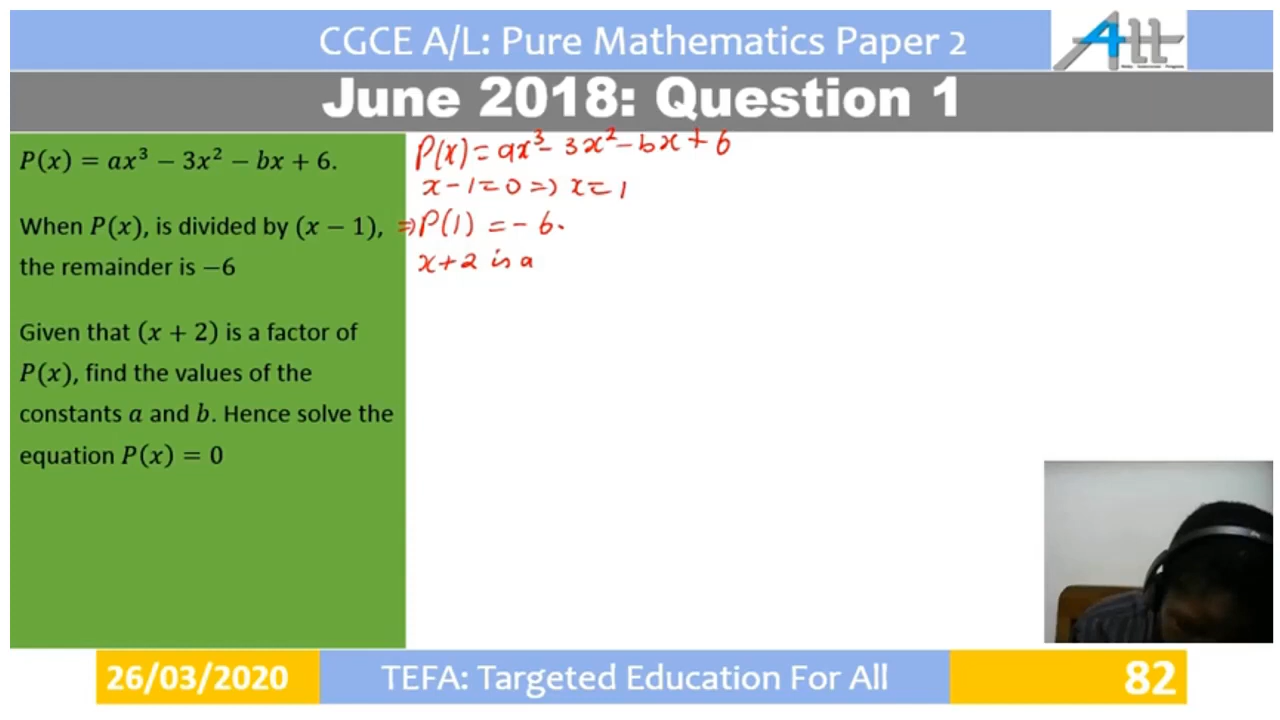 CGCE A/L: Pure Mathematics Paper 2
Att
June 2018: Question 1
P(x) = ax³ − 3x² − bx + 6.
When P(x), is divided by (x − 1),
the remainder is −6
Given that (x + 2) is a factor of
P(x), find the values of the
constants a and b. Hence solve the
equation P(x) = 0
P(x) = ax³ − 3x² − bx + 6
x − 1 = 0 ⇒ x = 1
⇒ P(1) = − 6.
x + 2 is a
26/03/2020
TEFA: Targeted Education For All
82